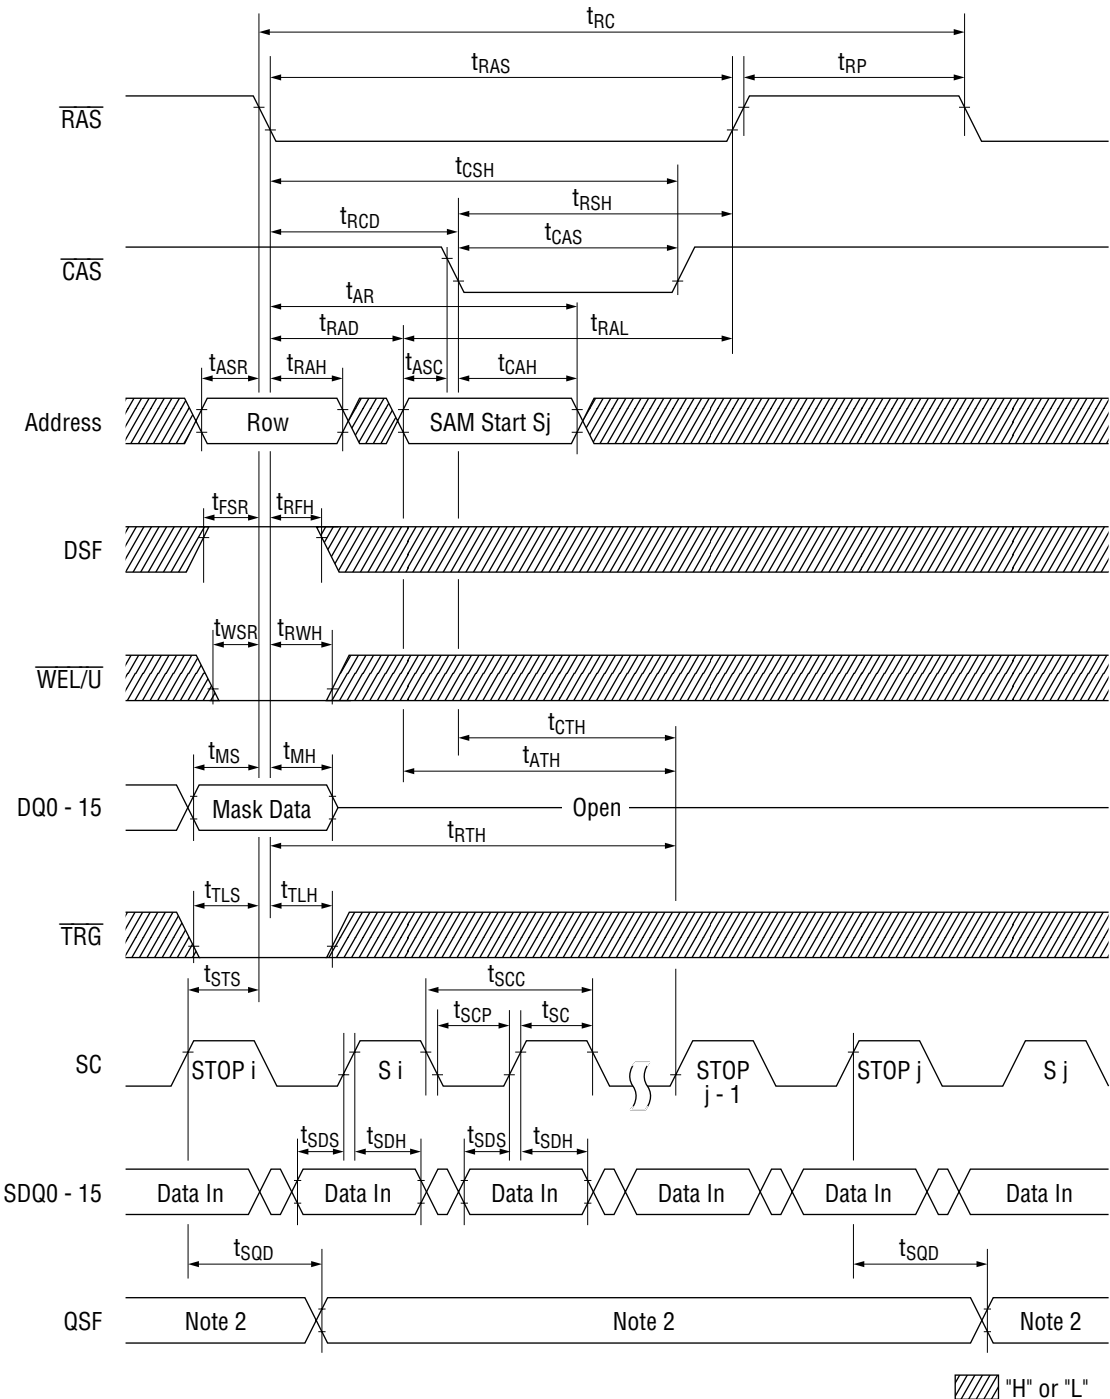 tRC
tRAS tRP
RAS
tCSH
tRSH
tRCD
tCAS
CAS
tAR
tRAD tRAL
tASR tRAH tASC tCAH
Address Row SAM Start Sj
tFSR tRFH
DSF
tWSR tRWH
WEL/U
tCTH
tMS tMH tATH
DQ0 - 15 Mask Data Open
tRTH
tTLS tTLH
TRG
tSTS tSCC
tSCP tSC
SC STOP i S i STOP j - 1 STOP j S j
tSDS tSDH tSDS tSDH
SDQ0 - 15 Data In Data In Data In Data In Data In Data In
tSQD tSQD
QSF Note 2 Note 2 Note 2
"H" or "L"